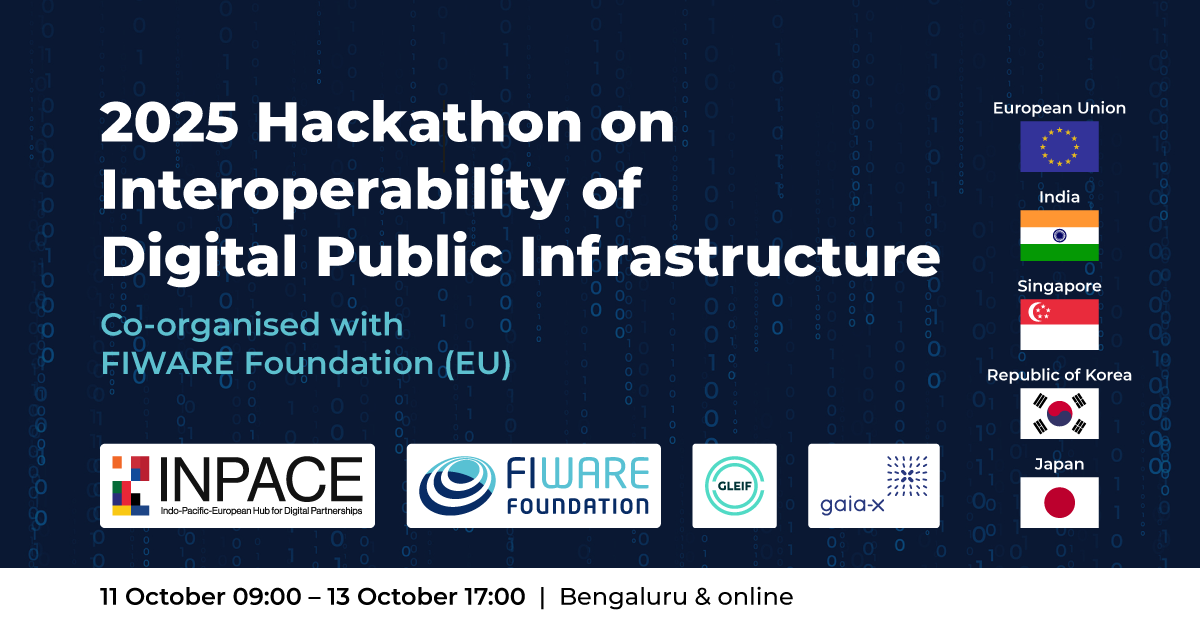 2025 Hackathon on
Interoperability of
Digital Public Infrastructure
Co-organised with
FIWARE Foundation (EU)
INPACE
Indo-Pacific-European Hub for Digital Partnerships
FIWARE
FOUNDATION
GLEIF
gaia-x
European Union
India
Singapore
Republic of Korea
Japan
11 October 09:00 – 13 October 17:00 | Bengaluru & online